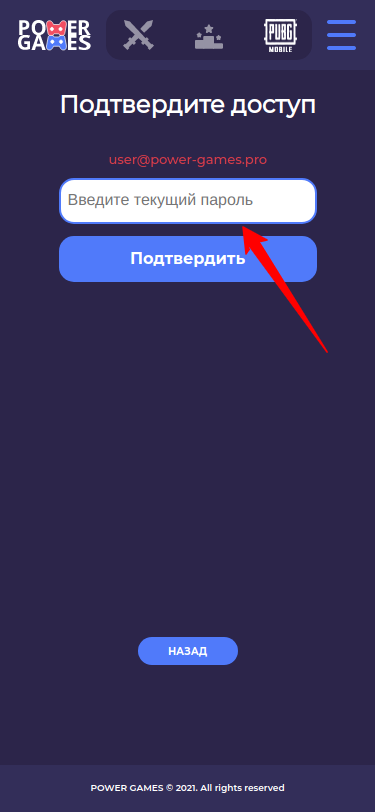 POWER
GAMES
PUBG
MOBILE
Подтвердите доступ
user@power-games.pro
Введите текущий пароль
Подтвердить
НАЗАД
POWER GAMES © 2021. All rights reserved